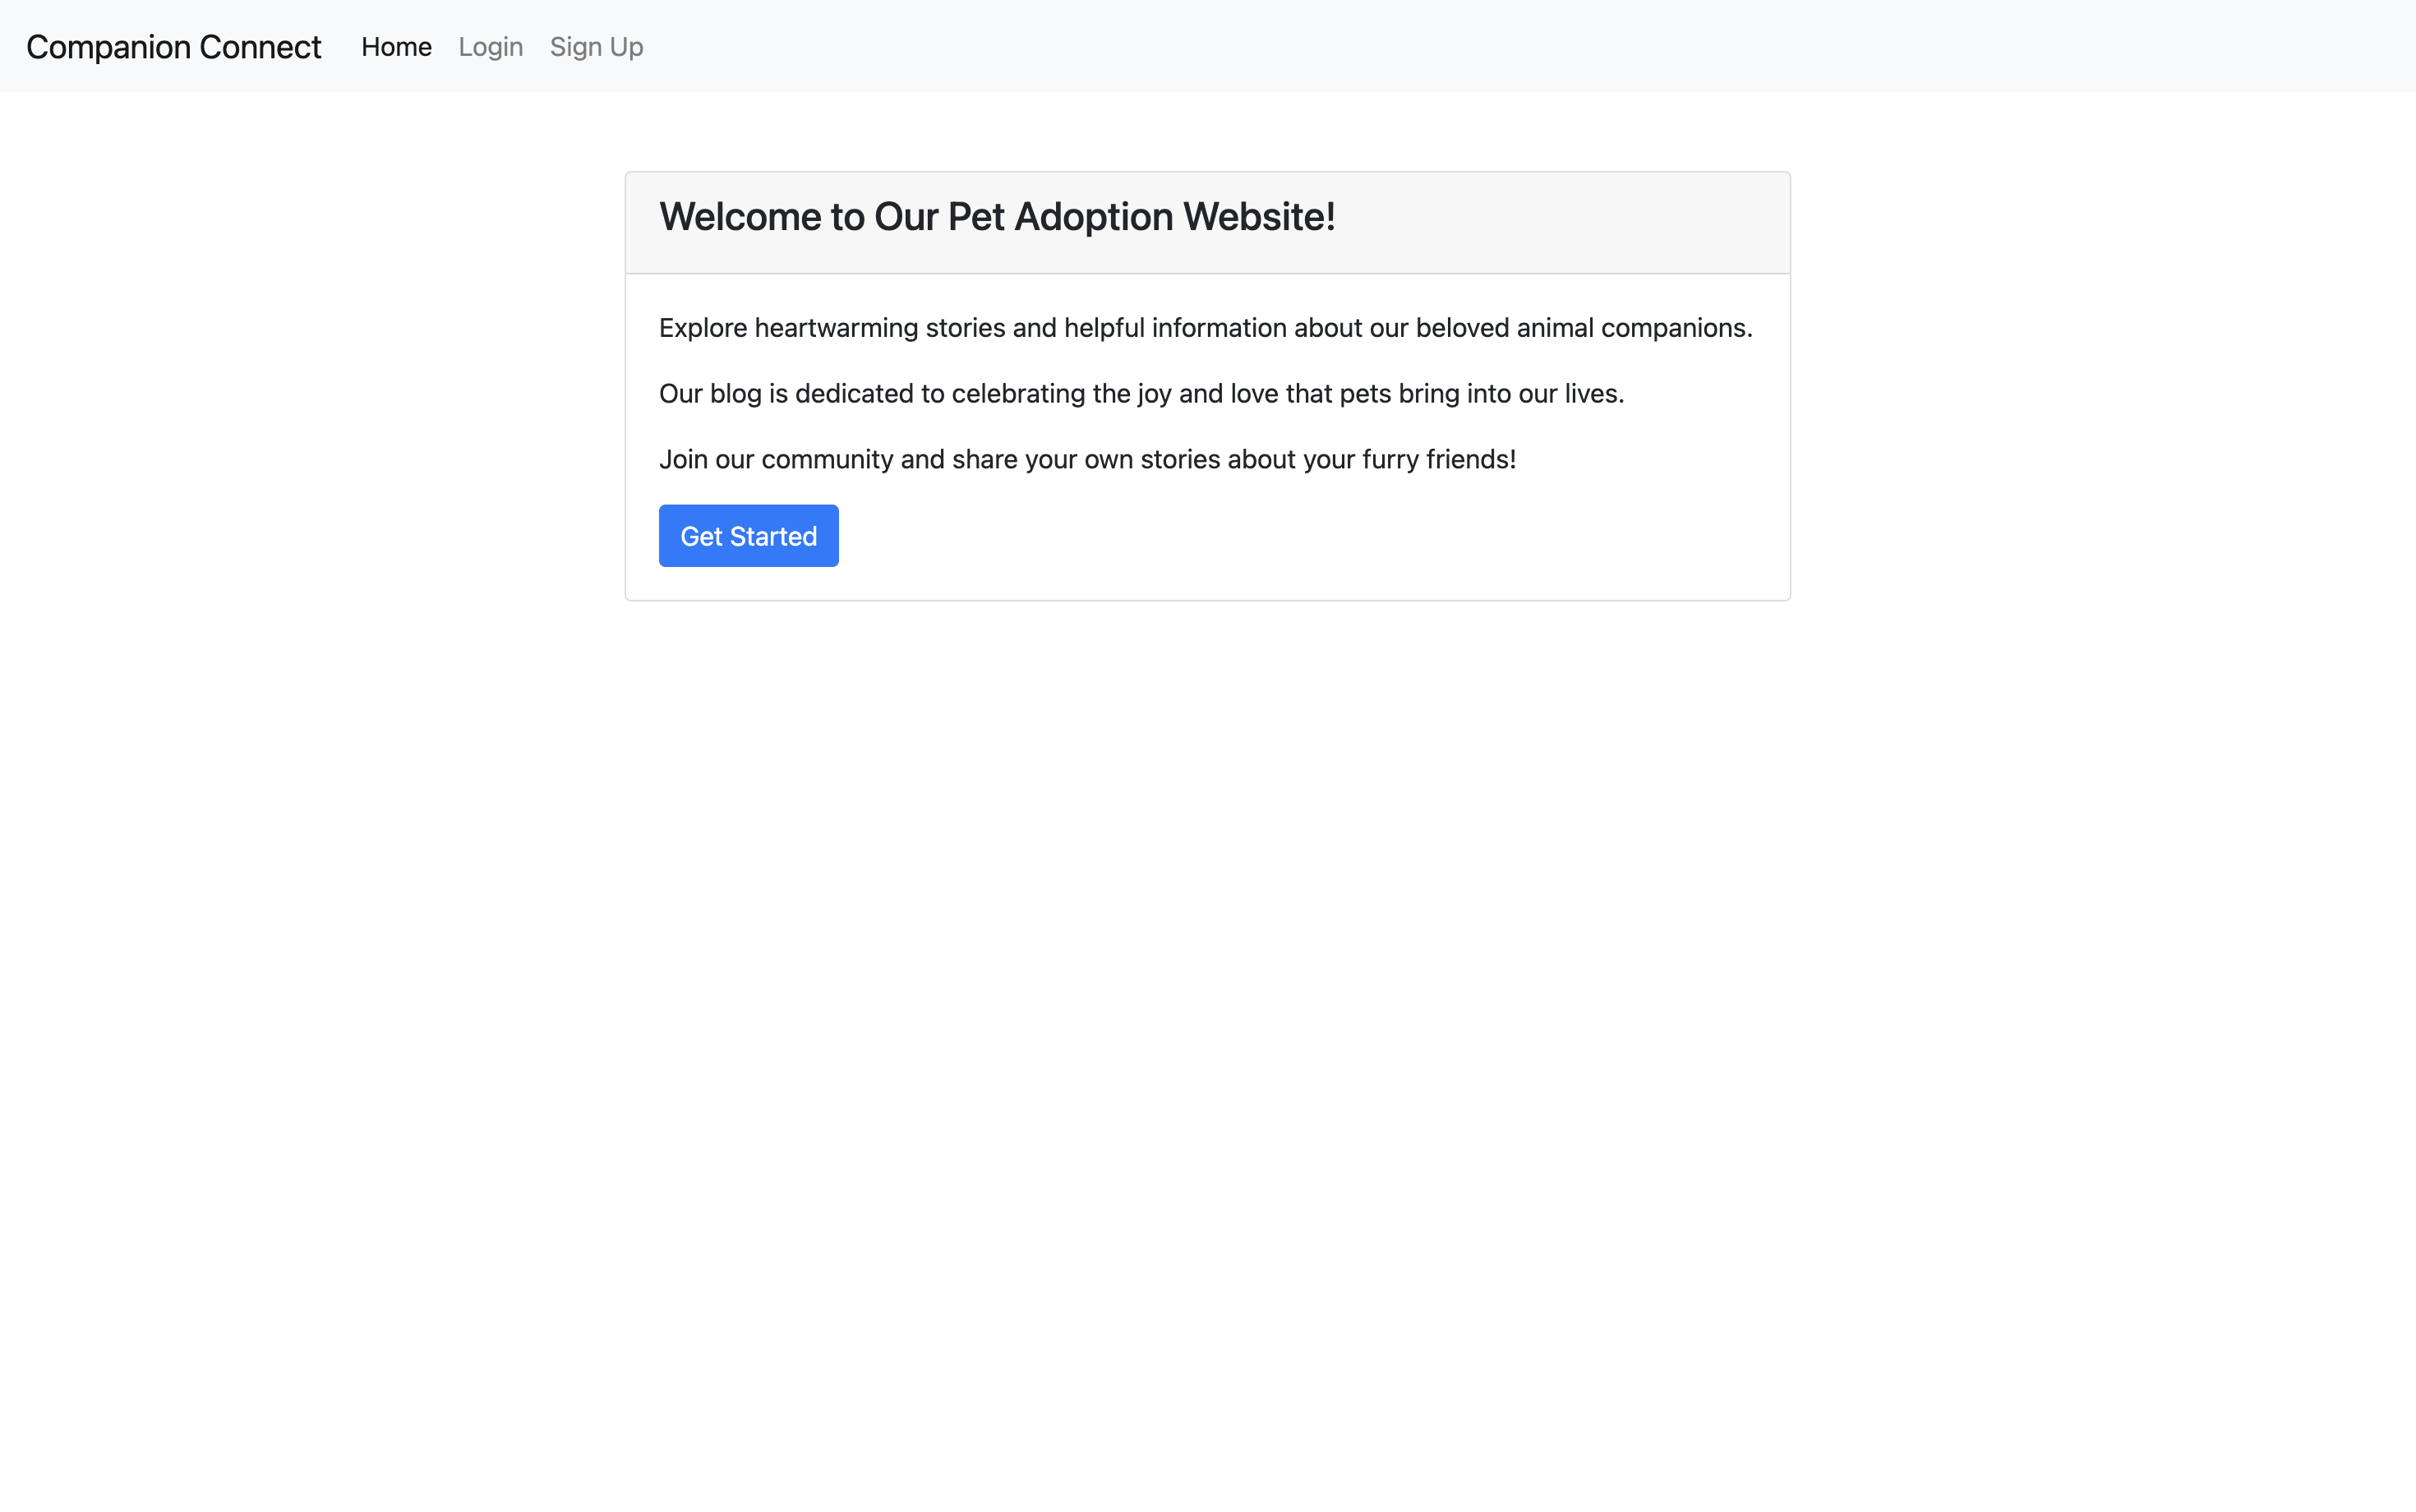 Companion Connect Home Login Sign Up
Welcome to Our Pet Adoption Website!
Explore heartwarming stories and helpful information about our beloved animal companions.
Our blog is dedicated to celebrating the joy and love that pets bring into our lives.
Join our community and share your own stories about your furry friends!
Get Started